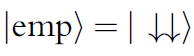 |emp⟩ = | ↓↓⟩